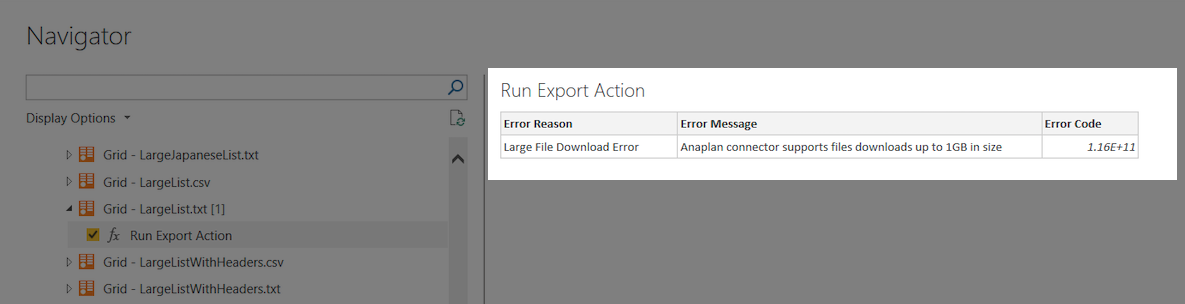 Navigator
Display Options
Grid - LargeJapaneseList.txt
Grid - LargeList.csv
Grid - LargeList.txt [1]
fx Run Export Action
Grid - LargeListWithHeaders.csv
Grid - LargeListWithHeaders.txt
Run Export Action
Error Reason Error Message Error Code
Large File Download Error Anaplan connector supports files downloads up to 1GB in size 1.16E+11